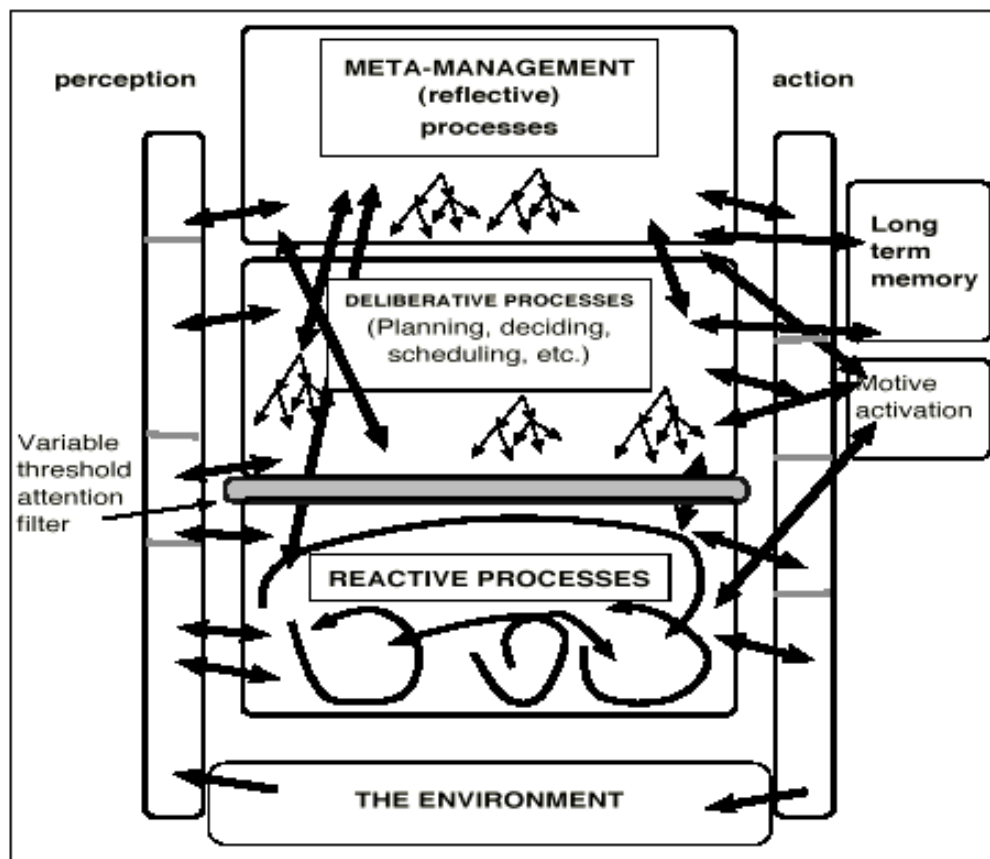 perception
META-MANAGEMENT
(reflective)
processes
action
Long
term
memory
DELIBERATIVE PROCESSES
(Planning, deciding,
scheduling, etc.)
Motive
activation
Variable
threshold
attention
filter
REACTIVE PROCESSES
THE ENVIRONMENT